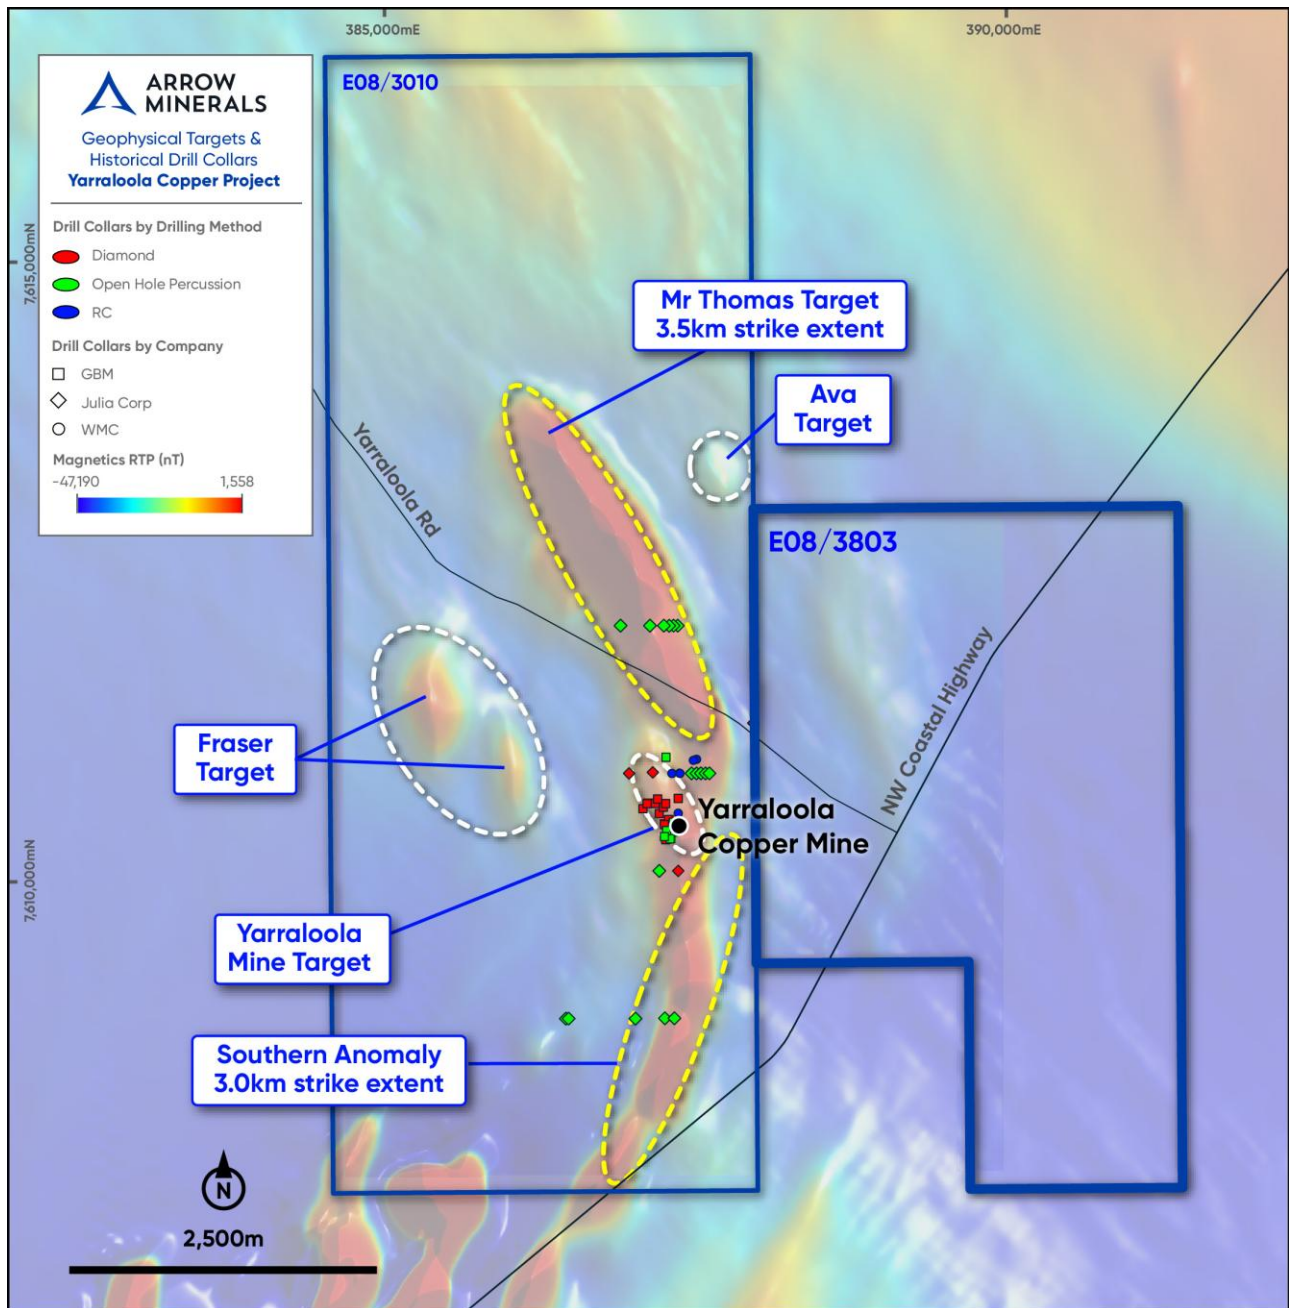 385,000mE
390,000mE
E08/3010
ARROW
MINERALS
Geophysical Targets &
Historical Drill Collars
Yarraloola Copper Project
Drill Collars by Drilling Method
Diamond
Open Hole Percussion
RC
Drill Collars by Company
GBM
Julia Corp
WMC
Magnetics RTP (nT)
-47,190
1,558
7,615,000mN
Mr Thomas Target
3.5km strike extent
Ava
Target
Yarraloola Rd
E08/3803
NW Coastal Highway
Fraser
Target
Yarraloola
Copper Mine
7,610,000mN
Yarraloola
Mine Target
Southern Anomaly
3.0km strike extent
N
2,500m